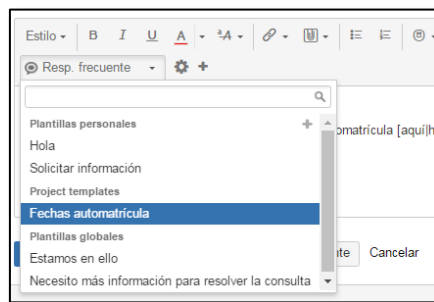 Estilo
B I U A A
Resp. frecuente
Plantillas personales
omatrícula [aquí|h
Hola
Solicitar información
Project templates
Fechas automatrícula
Plantillas globales
Estamos en ello
Cancelar
Necesito más información para resolver la consulta